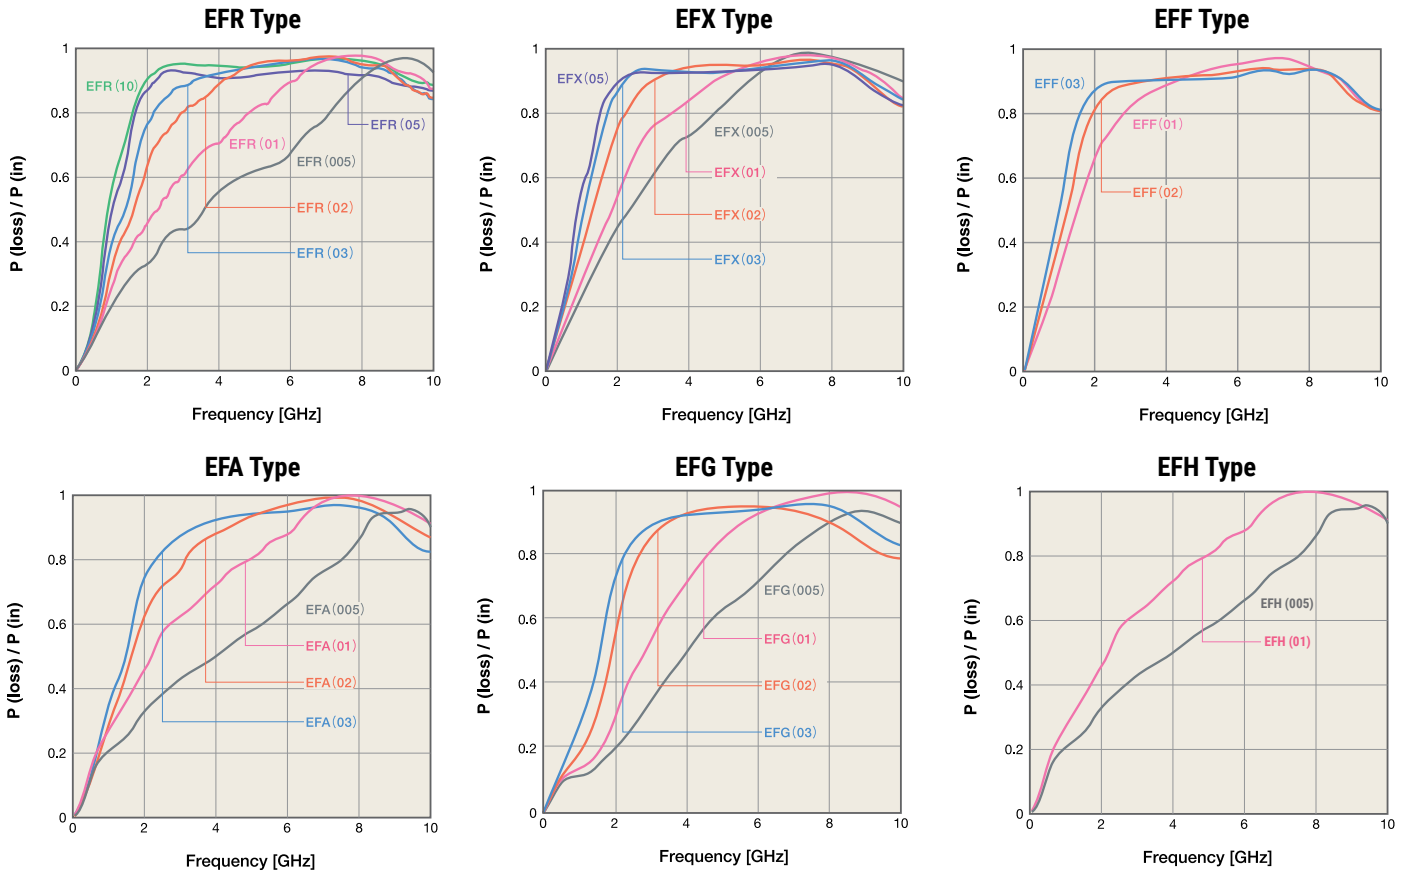 EFR Type
P (loss) / P (in)
1
0.8
0.6
0.4
0.2
0
EFR(10)
EFR(05)
EFR(01)
EFR(005)
EFR(02)
EFR(03)
0 2 4 6 8 10
Frequency [GHz]
EFX Type
P (loss) / P (in)
1
0.8
0.6
0.4
0.2
0
EFX(05)
EFX(005)
EFX(01)
EFX(02)
EFX(03)
0 2 4 6 8 10
Frequency [GHz]
EFF Type
P (loss) / P (in)
1
0.8
0.6
0.4
0.2
0
EFF(03)
EFF(01)
EFF(02)
0 2 4 6 8 10
Frequency [GHz]
EFA Type
P (loss) / P (in)
1
0.8
0.6
0.4
0.2
0
EFA(005)
EFA(01)
EFA(02)
EFA(03)
0 2 4 6 8 10
Frequency [GHz]
EFG Type
P (loss) / P (in)
1
0.8
0.6
0.4
0.2
0
EFG(005)
EFG(01)
EFG(02)
EFG(03)
0 2 4 6 8 10
Frequency [GHz]
EFH Type
P (loss) / P (in)
1
0.8
0.6
0.4
0.2
0
EFH (005)
EFH (01)
0 2 4 6 8 10
Frequency [GHz]